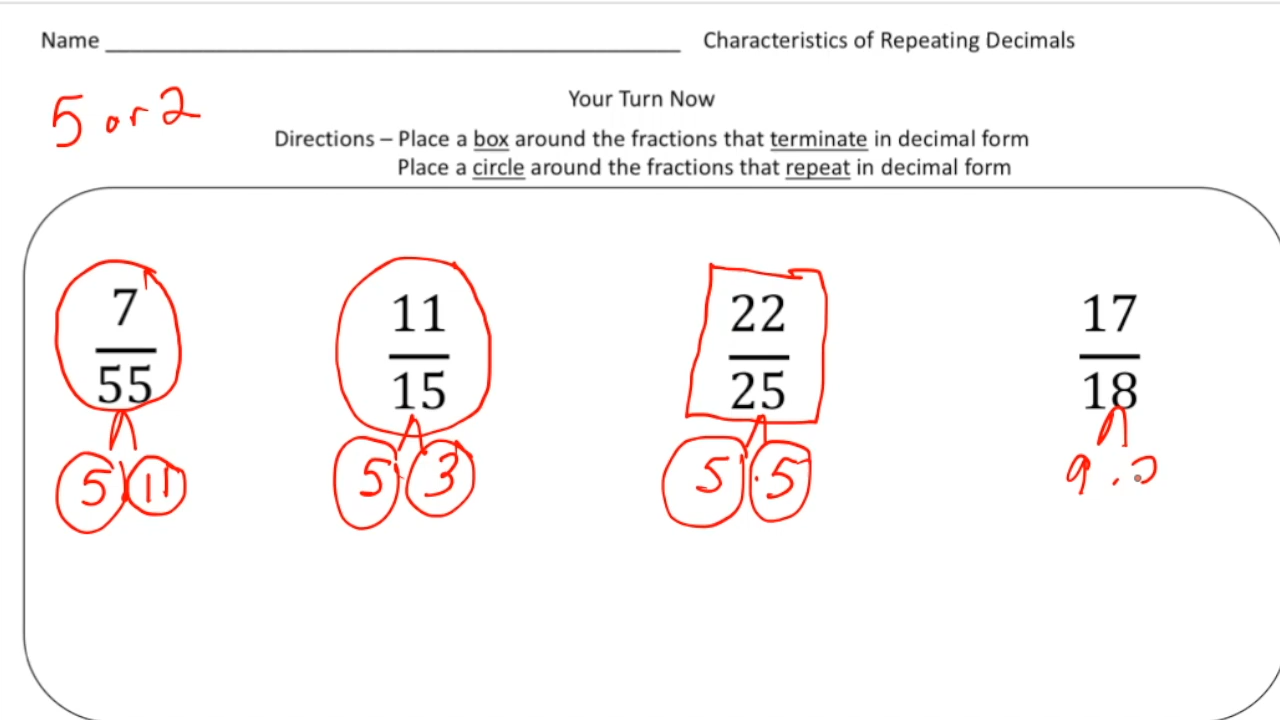 Name Characteristics of Repeating Decimals
5 or 2
Your Turn Now
Directions – Place a box around the fractions that terminate in decimal form
Place a circle around the fractions that repeat in decimal form
7/55 11/15 22/25 17/18
5 · 11 5 · 3 5 · 5 9 ·